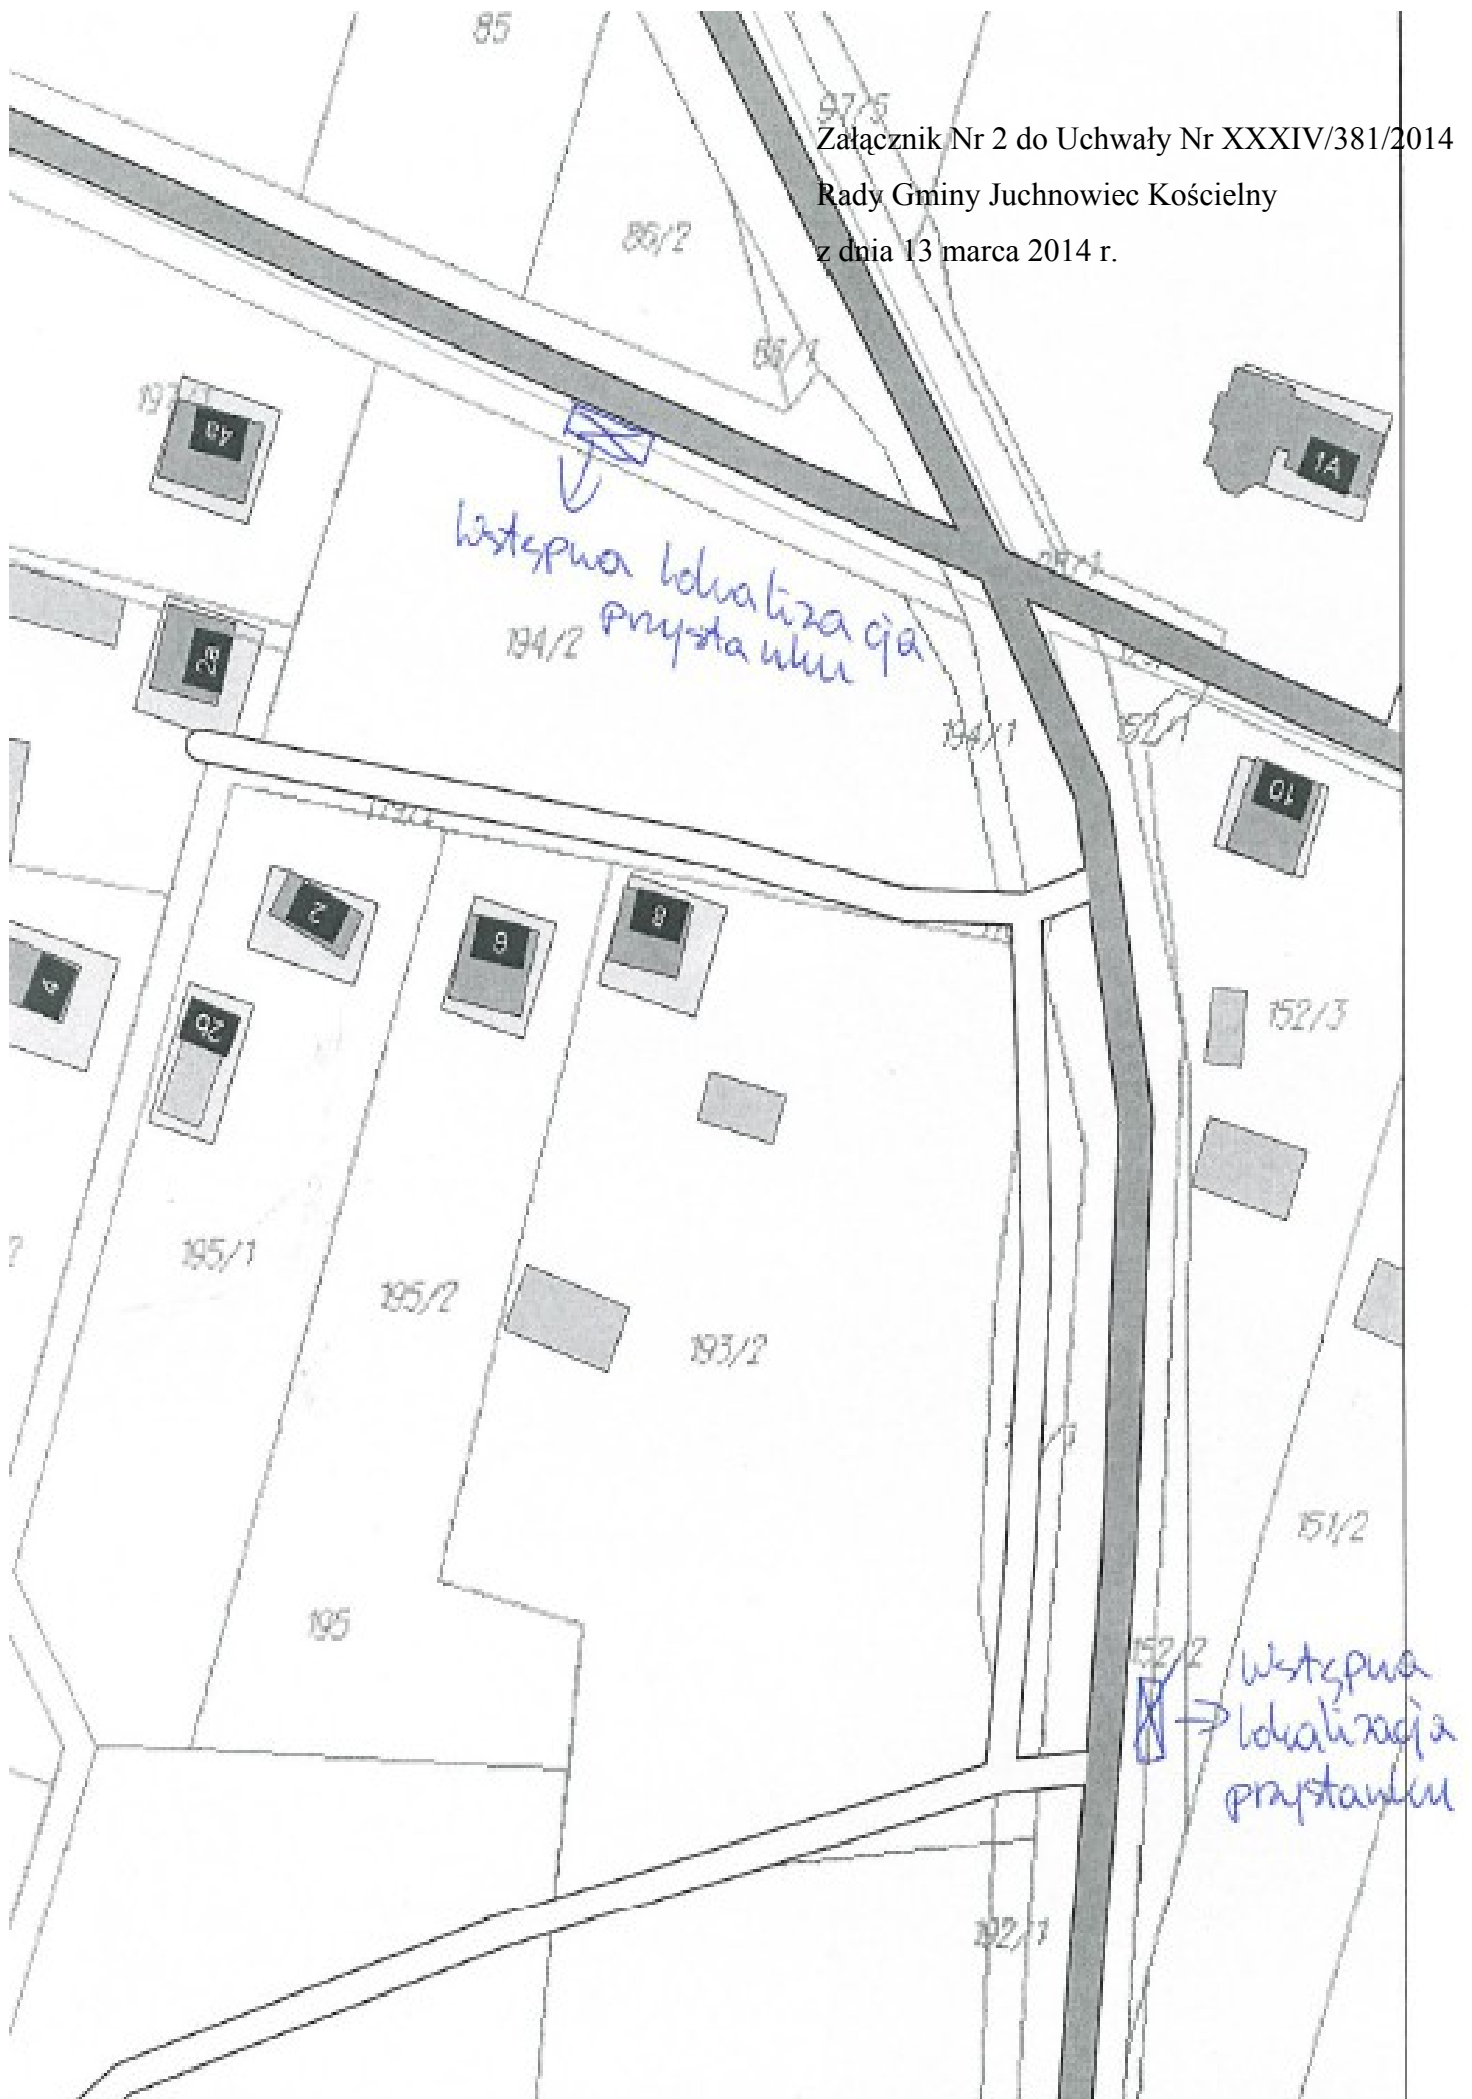 85
97/5
Załącznik Nr 2 do Uchwały Nr XXXIV/381/2014
Rady Gminy Juchnowiec Kościelny
z dnia 13 marca 2014 r.
86/2
86/1
4a
1A
Wstępna lokalizacja
przystanku
194/2
2a
194/1
152/1
10
2
6
8
4
2b
152/3
195/1
195/2
193/2
151/2
195
152/2
Wstępna
lokalizacja
przystanku
192/1